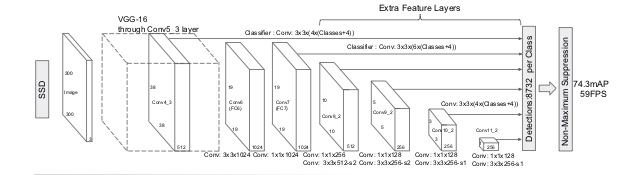 Extra Feature Layers
VGG-16
through Conv5_3 layer
Classifier : Conv: 3x3x(4x(Classes+4))
Classifier : Conv: 3x3x(6x(Classes+4))
Conv: 3x3x(4x(Classes+4))
SSD
300
Image
300
3
38
Conv4_3
38
512
19
Conv6
(FC6)
19
1024
19
Conv7
(FC7)
19
1024
10
Conv8_2
10
512
5
Conv9_2
5
256
3
Conv10_2
3
256
Conv11_2
256
Detections:8732 per Class
Non-Maximum Suppression
74.3mAP
59FPS
Conv: 3x3x1024
Conv: 1x1x1024
Conv: 1x1x256
Conv: 3x3x512-s2
Conv: 1x1x128
Conv: 3x3x256-s2
Conv: 1x1x128
Conv: 3x3x256-s1
Conv: 1x1x128
Conv: 3x3x256-s1